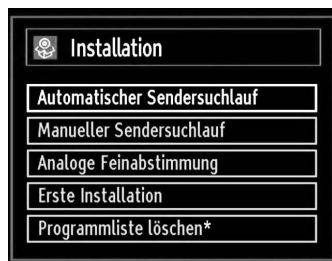 Installation
Automatischer Sendersuchlauf
Manueller Sendersuchlauf
Analoge Feinabstimmung
Erste Installation
Programmliste löschen*